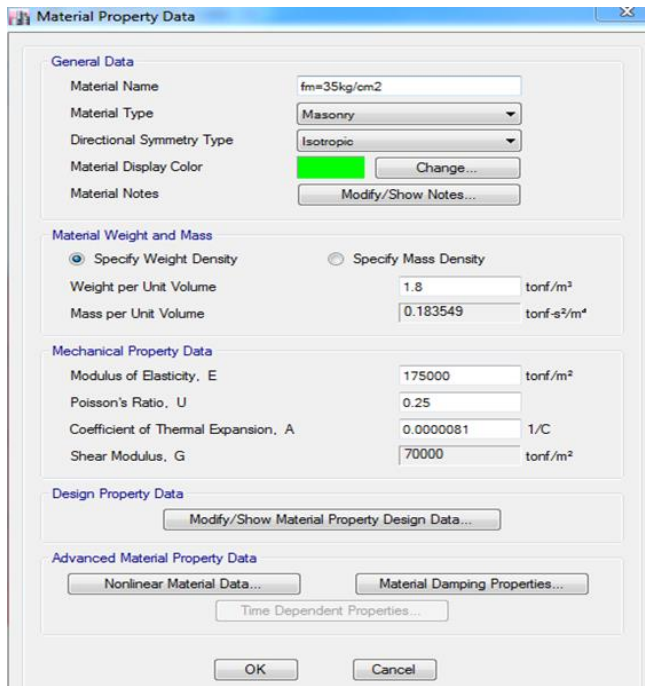 Material Property Data
General Data
Material Name fm=35kg/cm2
Material Type Masonry
Directional Symmetry Type Isotropic
Material Display Color Change...
Material Notes Modify/Show Notes...
Material Weight and Mass
Specify Weight Density Specify Mass Density
Weight per Unit Volume 1.8 tonf/m³
Mass per Unit Volume 0.183549 tonf-s²/m⁴
Mechanical Property Data
Modulus of Elasticity, E 175000 tonf/m²
Poisson's Ratio, U 0.25
Coefficient of Thermal Expansion, A 0.0000081 1/C
Shear Modulus, G 70000 tonf/m²
Design Property Data
Modify/Show Material Property Design Data...
Advanced Material Property Data
Nonlinear Material Data... Material Damping Properties...
Time Dependent Properties...
OK Cancel